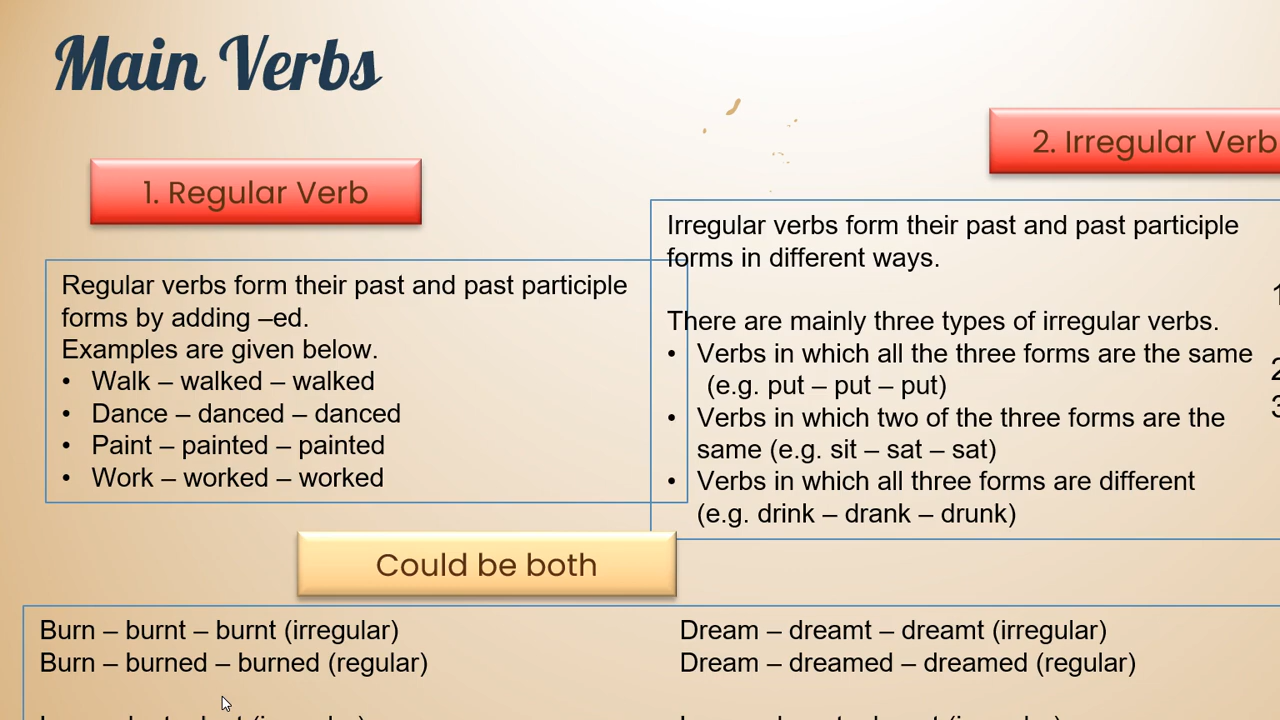 Main Verbs
1. Regular Verb
Regular verbs form their past and past participle
forms by adding –ed.
Examples are given below.
• Walk – walked – walked
• Dance – danced – danced
• Paint – painted – painted
• Work – worked – worked
2. Irregular Verb
Irregular verbs form their past and past participle
forms in different ways.
There are mainly three types of irregular verbs.
• Verbs in which all the three forms are the same
(e.g. put – put – put)
• Verbs in which two of the three forms are the
same (e.g. sit – sat – sat)
• Verbs in which all three forms are different
(e.g. drink – drank – drunk)
1
2
3
Could be both
Burn – burnt – burnt (irregular)
Burn – burned – burned (regular)
Dream – dreamt – dreamt (irregular)
Dream – dreamed – dreamed (regular)